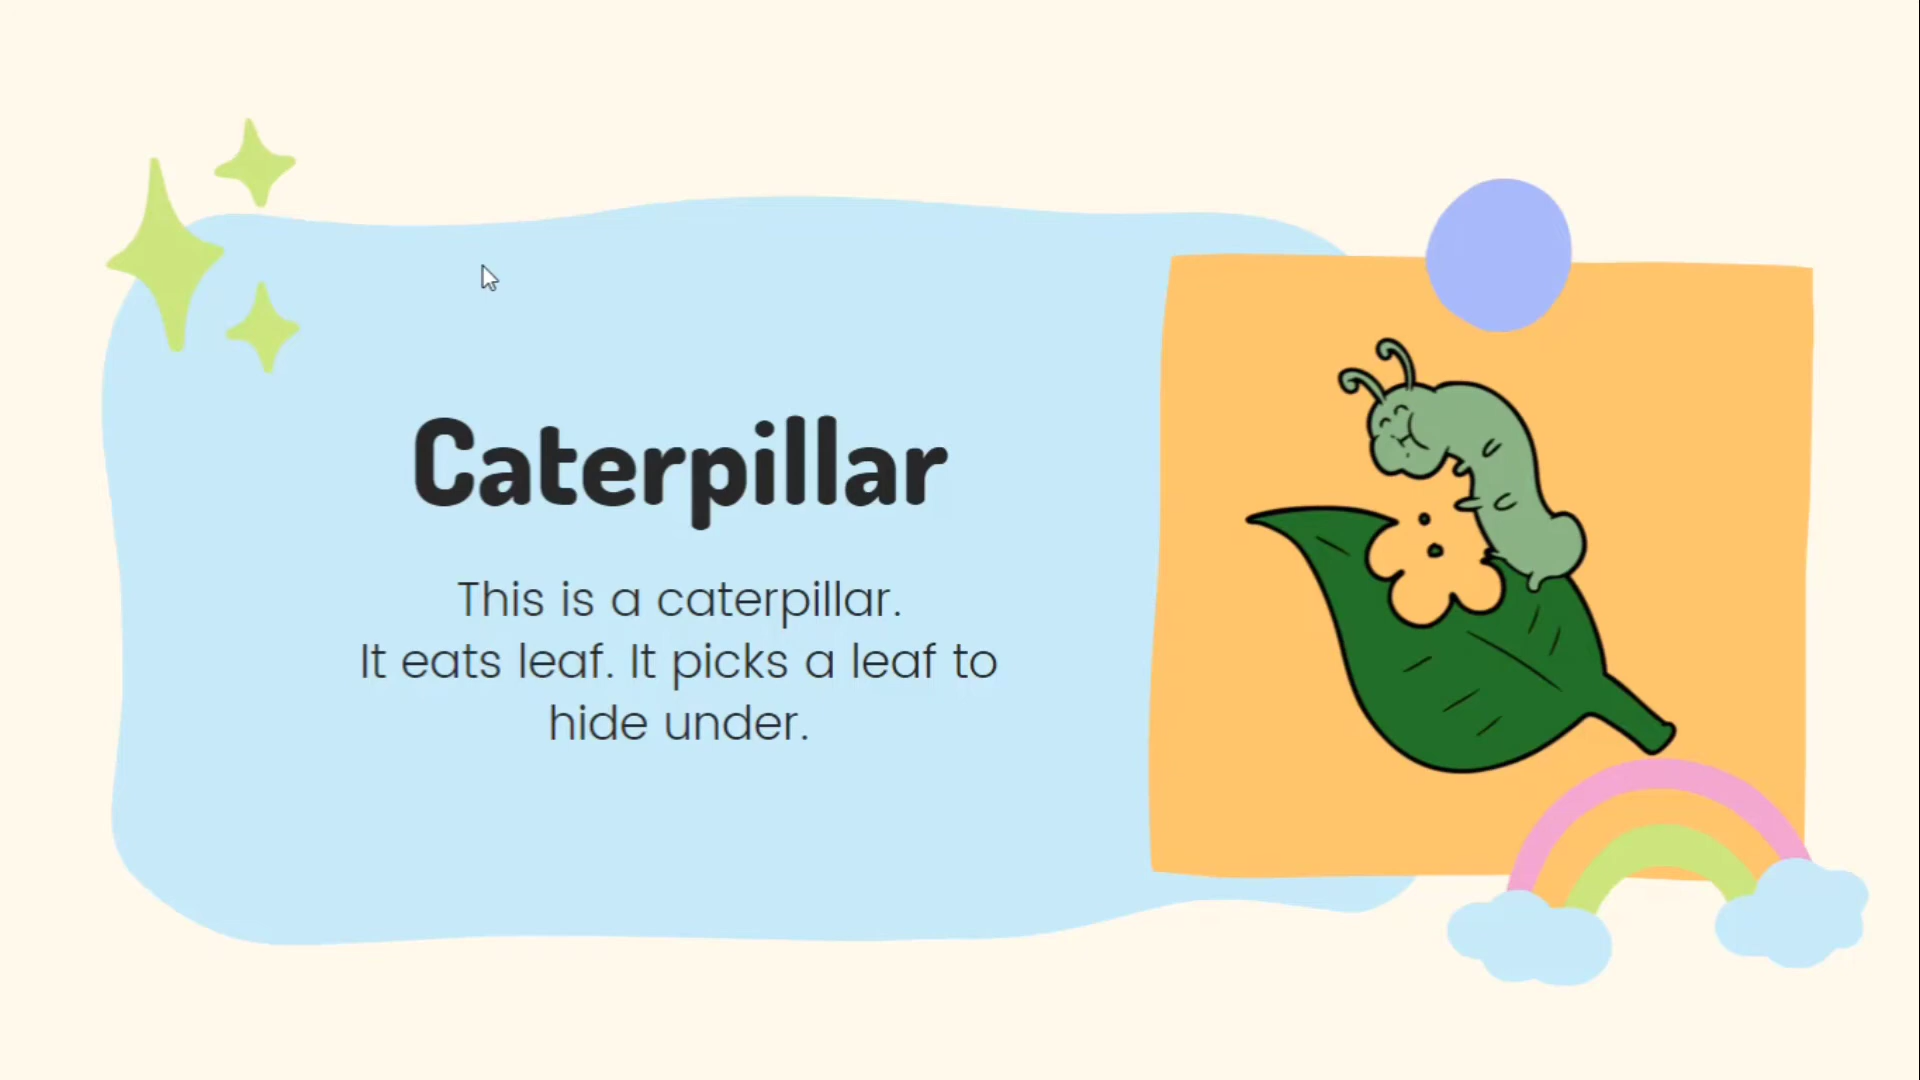 Caterpillar
This is a caterpillar.
It eats leaf. It picks a leaf to
hide under.